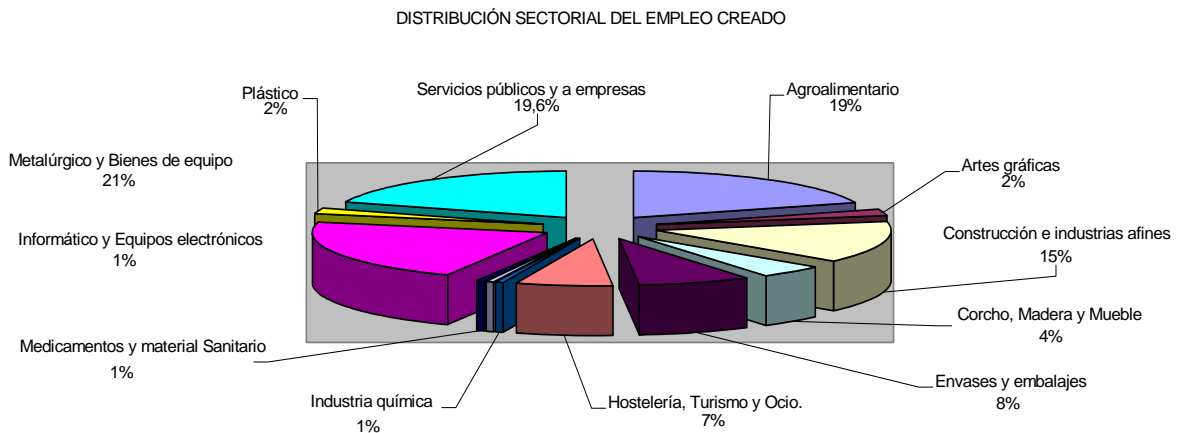 DISTRIBUCIÓN SECTORIAL DEL EMPLEO CREADO
Plástico
2%
Servicios públicos y a empresas
19,6%
Agroalimentario
19%
Metalúrgico y Bienes de equipo
21%
Artes gráficas
2%
Informático y Equipos electrónicos
1%
Construcción e industrias afines
15%
Corcho, Madera y Mueble
4%
Medicamentos y material Sanitario
1%
Envases y embalajes
8%
Industria química
1%
Hostelería, Turismo y Ocio.
7%